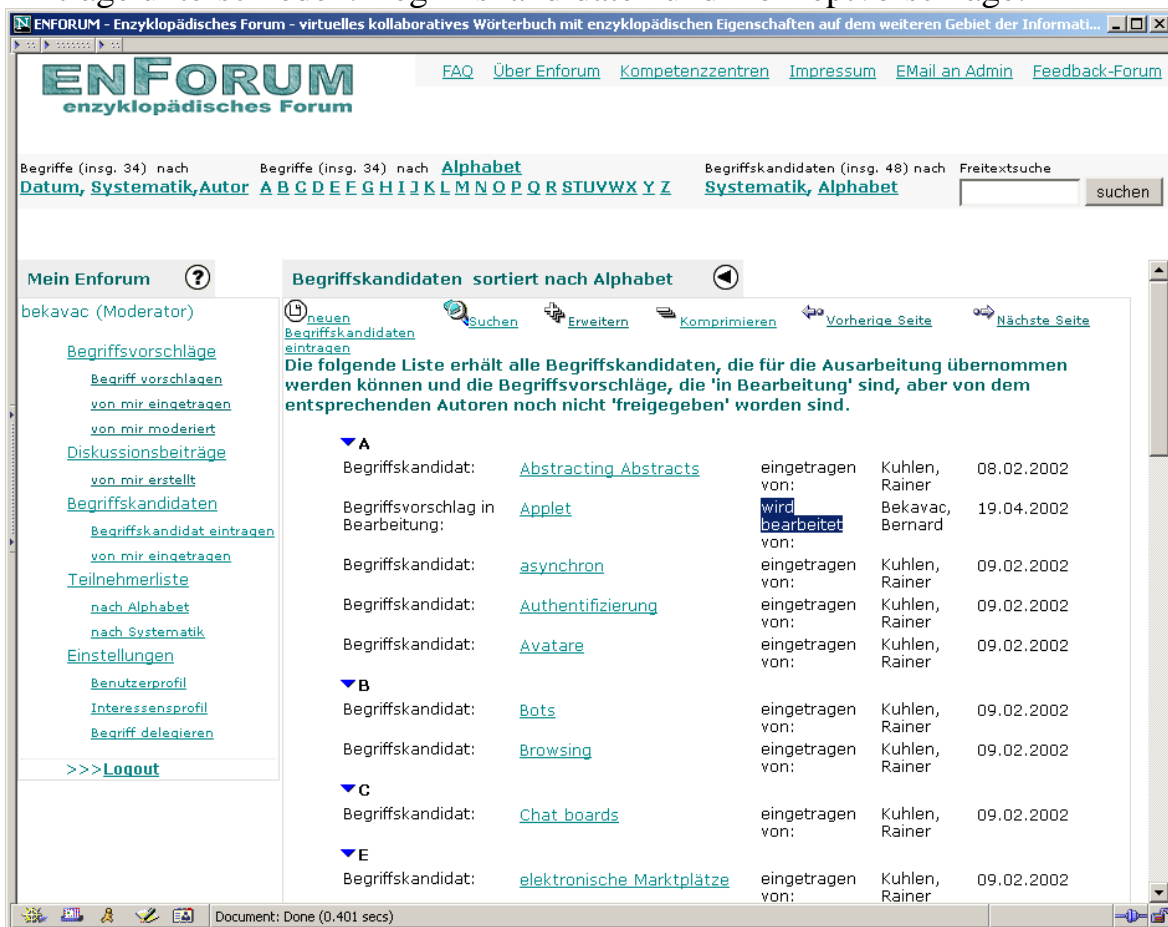 ENFORUM - Enzyklopädisches Forum - virtuelles kollaboratives Wörterbuch mit enzyklopädischen Eigenschaften auf dem weiteren Gebiet der Informati...
ENFORUM
enzyklopädisches Forum
FAQ Über Enforum Kompetenzzentren Impressum EMail an Admin Feedback-Forum
Begriffe (insg. 34) nach
Datum, Systematik,Autor
Begriffe (insg. 34) nach Alphabet
A B C D E F G H I J K L M N O P Q R STUVWX Y Z
Begriffskandidaten (insg. 48) nach
Systematik, Alphabet
Freitextsuche
suchen
Mein Enforum ?
bekavac (Moderator)
Begriffsvorschläge
Begriff vorschlagen
von mir eingetragen
von mir moderiert
Diskussionsbeiträge
von mir erstellt
Begriffskandidaten
Begriffskandidat eintragen
von mir eingetragen
Teilnehmerliste
nach Alphabet
nach Systematik
Einstellungen
Benutzerprofil
Interessensprofil
Begriff delegieren
>>>Logout
Begriffskandidaten sortiert nach Alphabet
neuen
Begriffskandidaten
eintragen
Suchen Erweitern Komprimieren Vorherige Seite Nächste Seite
Die folgende Liste erhält alle Begriffskandidaten, die für die Ausarbeitung übernommen
werden können und die Begriffsvorschläge, die 'in Bearbeitung' sind, aber von dem
entsprechenden Autoren noch nicht 'freigegeben' worden sind.
A
Begriffskandidat: Abstracting Abstracts eingetragen Kuhlen, 08.02.2002
von: Rainer
Begriffsvorschlag in Applet wird Bekavac, 19.04.2002
Bearbeitung: bearbeitet Bernard
von:
Begriffskandidat: asynchron eingetragen Kuhlen, 09.02.2002
von: Rainer
Begriffskandidat: Authentifizierung eingetragen Kuhlen, 09.02.2002
von: Rainer
Begriffskandidat: Avatare eingetragen Kuhlen, 09.02.2002
von: Rainer
B
Begriffskandidat: Bots eingetragen Kuhlen, 09.02.2002
von: Rainer
Begriffskandidat: Browsing eingetragen Kuhlen, 09.02.2002
von: Rainer
C
Begriffskandidat: Chat boards eingetragen Kuhlen, 09.02.2002
von: Rainer
E
Begriffskandidat: elektronische Marktplätze eingetragen Kuhlen, 09.02.2002
von: Rainer
Document: Done (0.401 secs)